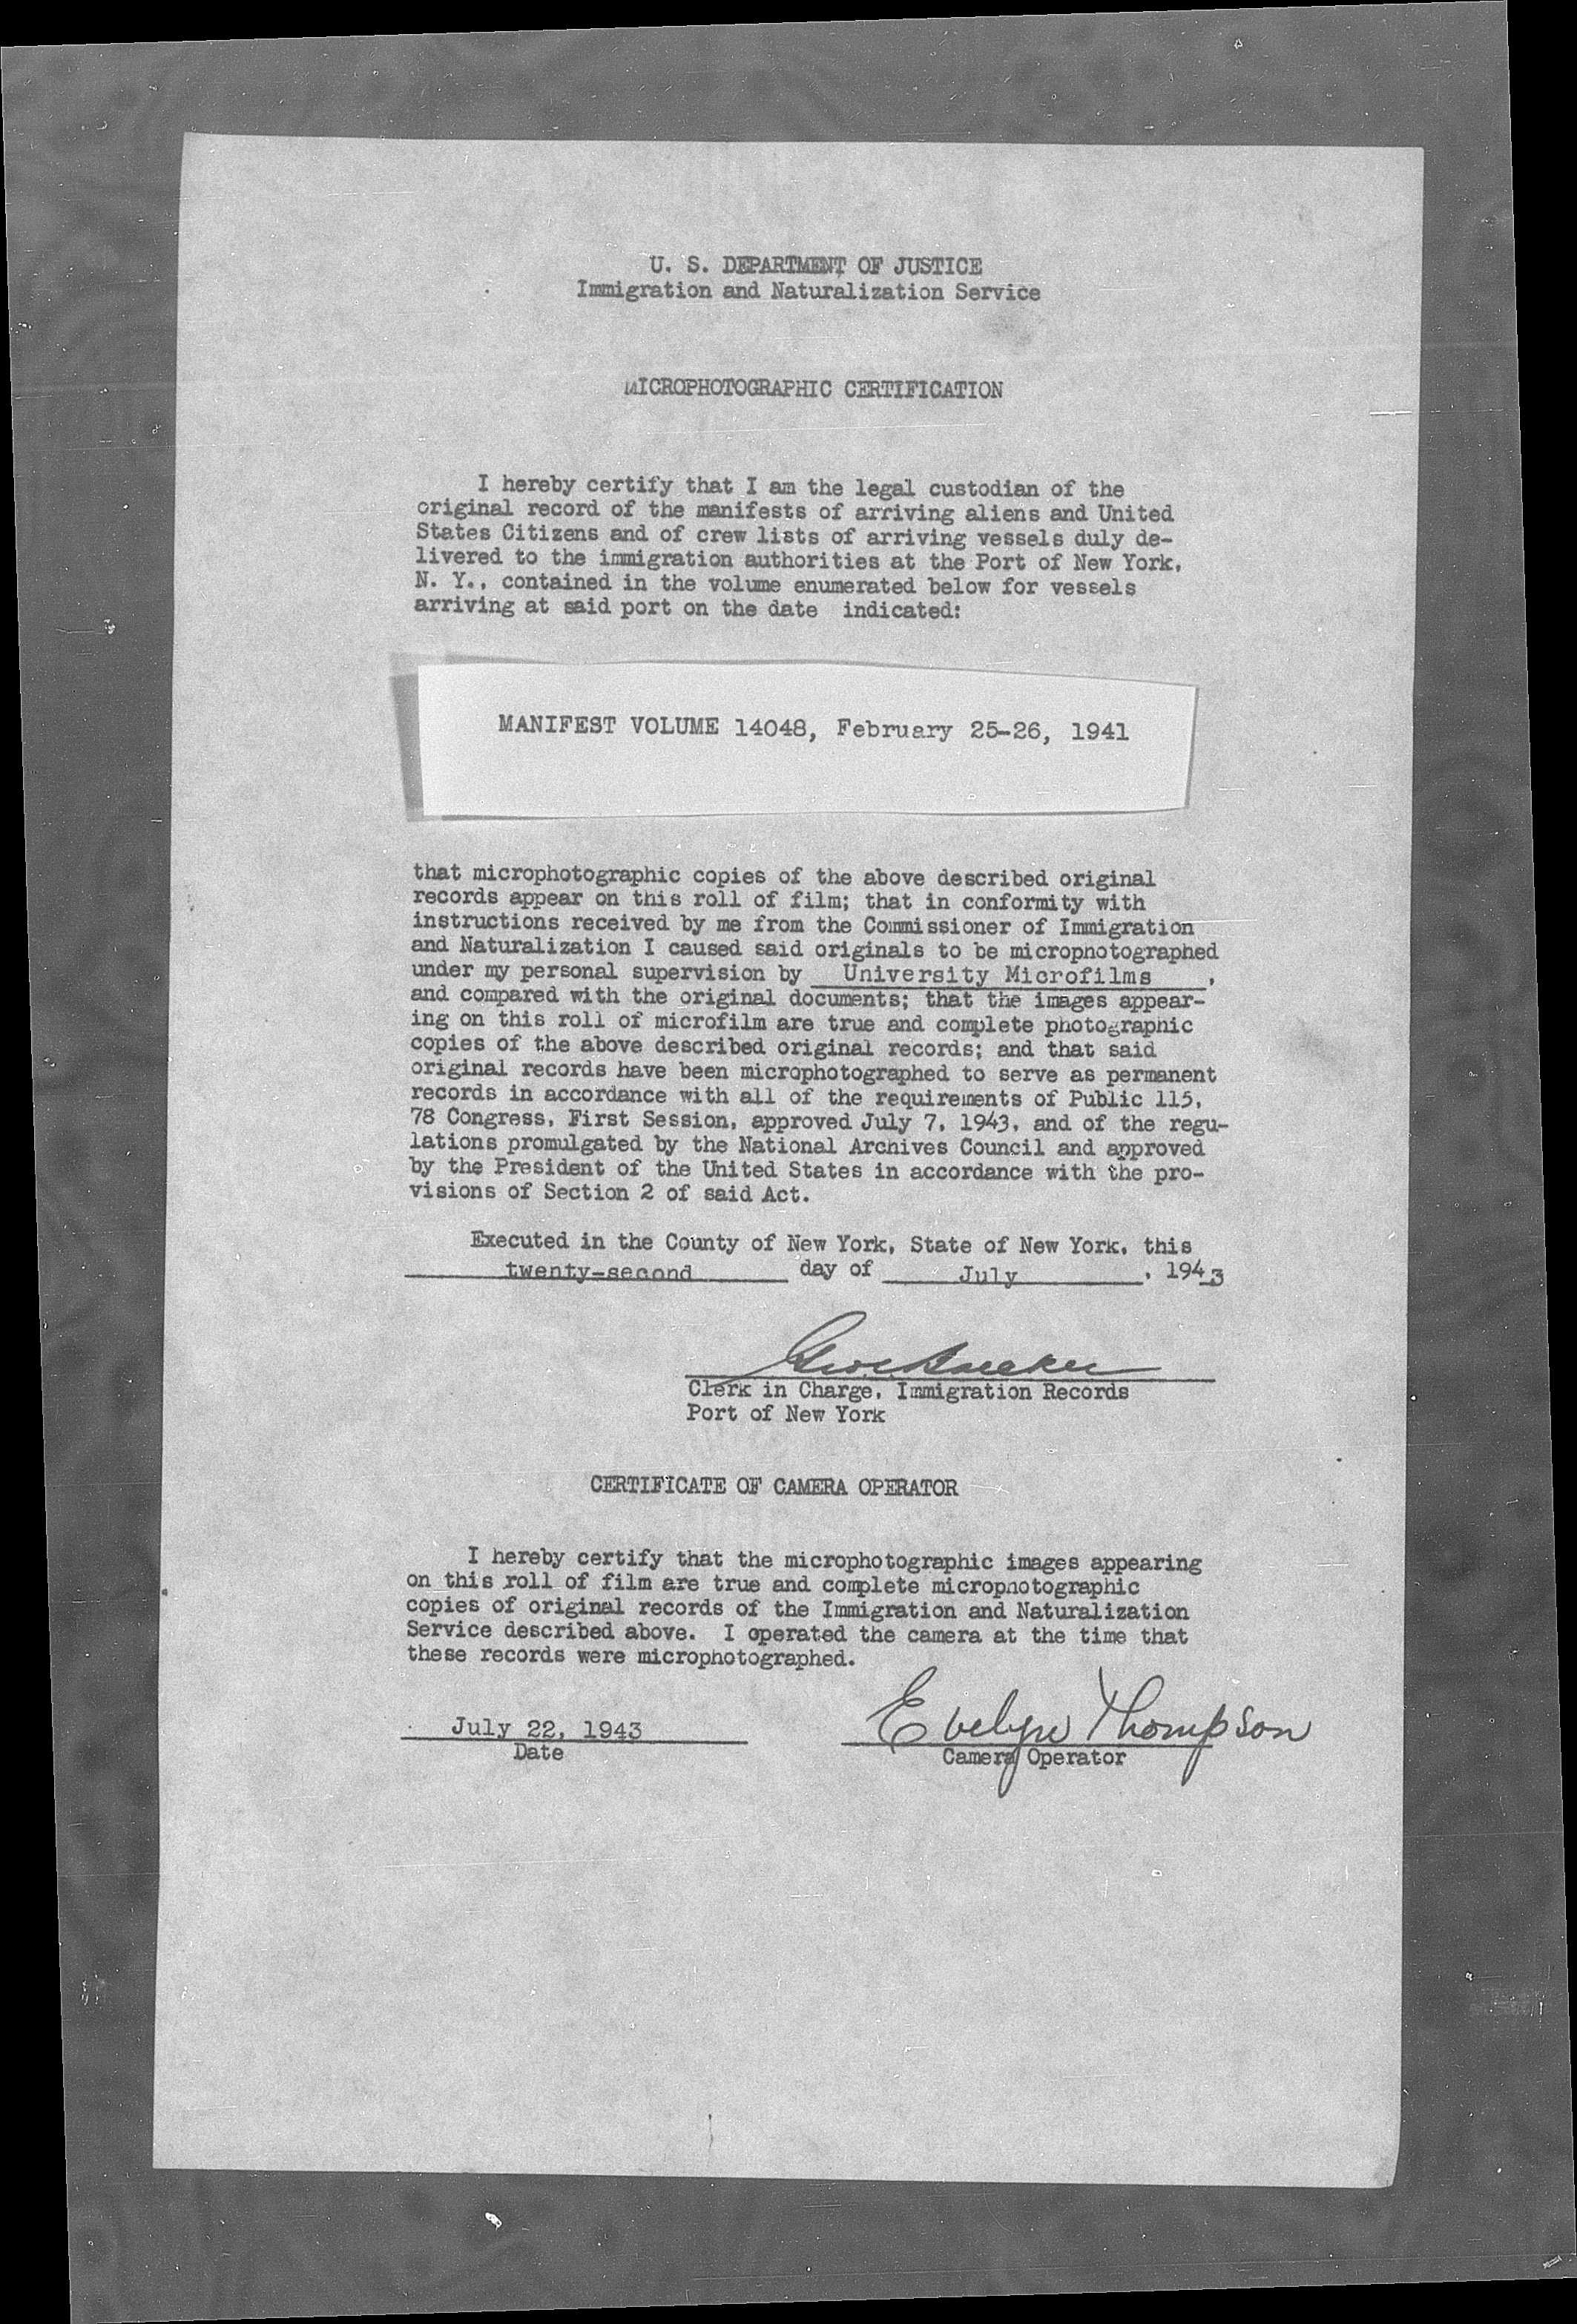 U. S. DEPARTMENT OF JUSTICE
Immigration and Naturalization Service
MICROPHOTOGRAPHIC CERTIFICATION
I hereby certify that I am the legal custodian of the
original record of the manifests of arriving aliens and United
States Citizens and of crew lists of arriving vessels duly de-
livered to the immigration authorities at the Port of New York,
N. Y., contained in the volume enumerated below for vessels
arriving at said port on the date indicated:
MANIFEST VOLUME 14048, February 25-26, 1941
that microphotographic copies of the above described original
records appear on this roll of film; that in conformity with
instructions received by me from the Commissioner of Immigration
and Naturalization I caused said originals to be microphotographed
under my personal supervision by University Microfilms ,
and compared with the original documents; that the images appear-
ing on this roll of microfilm are true and complete photographic
copies of the above described original records; and that said
original records have been microphotographed to serve as permanent
records in accordance with all of the requirements of Public 115,
78 Congress, First Session, approved July 7, 1943, and of the regu-
lations promulgated by the National Archives Council and approved
by the President of the United States in accordance with the pro-
visions of Section 2 of said Act.
Executed in the County of New York, State of New York, this
twenty-second day of July , 1943
Clerk in Charge, Immigration Records
Port of New York
CERTIFICATE OF CAMERA OPERATOR
I hereby certify that the microphotographic images appearing
on this roll of film are true and complete microphotographic
copies of original records of the Immigration and Naturalization
Service described above. I operated the camera at the time that
these records were microphotographed.
July 22, 1943 Evelyn Thompson
Date Camera Operator